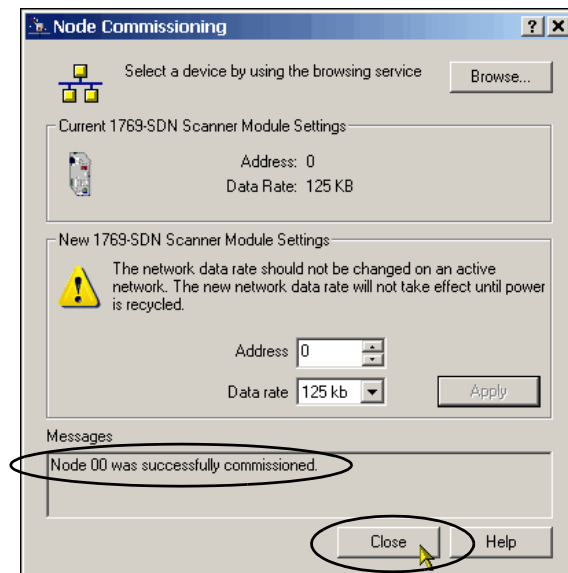 Node Commissioning
Select a device by using the browsing service
Browse...
Current 1769-SDN Scanner Module Settings
Address: 0
Data Rate: 125 KB
New 1769-SDN Scanner Module Settings
The network data rate should not be changed on an active
network. The new network data rate will not take effect until power
is recycled.
Address 0
Data rate 125 kb
Apply
Messages
Node 00 was successfully commissioned.
Close
Help